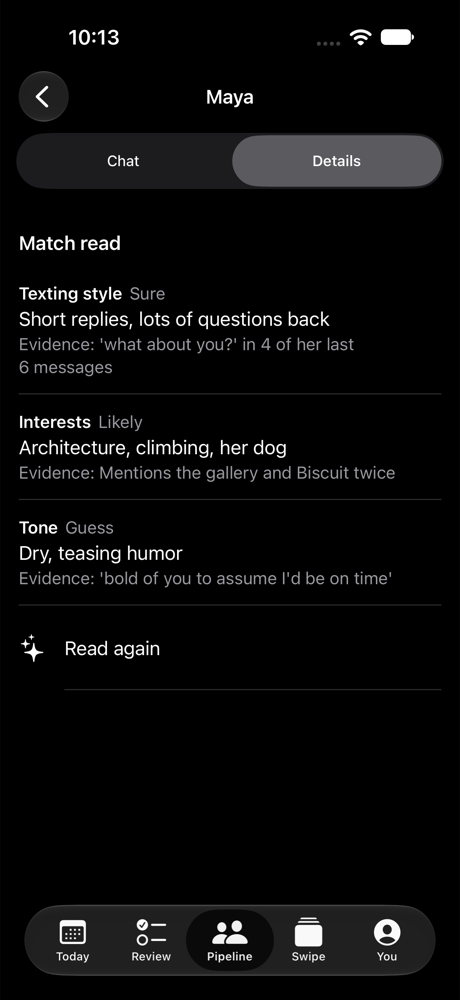 10:13
Maya
Chat
Details
Match read
Texting style Sure
Short replies, lots of questions back
Evidence: 'what about you?' in 4 of her last
6 messages
Interests Likely
Architecture, climbing, her dog
Evidence: Mentions the gallery and Biscuit twice
Tone Guess
Dry, teasing humor
Evidence: 'bold of you to assume I'd be on time'
Read again
Today
Review
Pipeline
Swipe
You